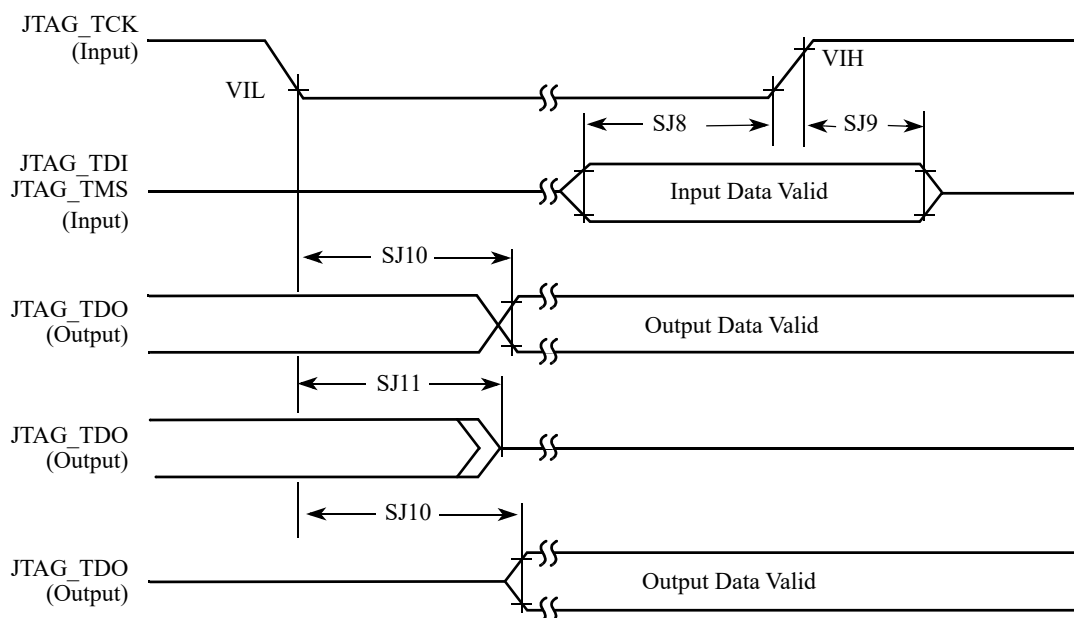 JTAG_TCK
(Input)
VIL
VIH
SJ8
SJ9
JTAG_TDI
JTAG_TMS
(Input)
Input Data Valid
SJ10
JTAG_TDO
(Output)
Output Data Valid
SJ11
JTAG_TDO
(Output)
SJ10
JTAG_TDO
(Output)
Output Data Valid